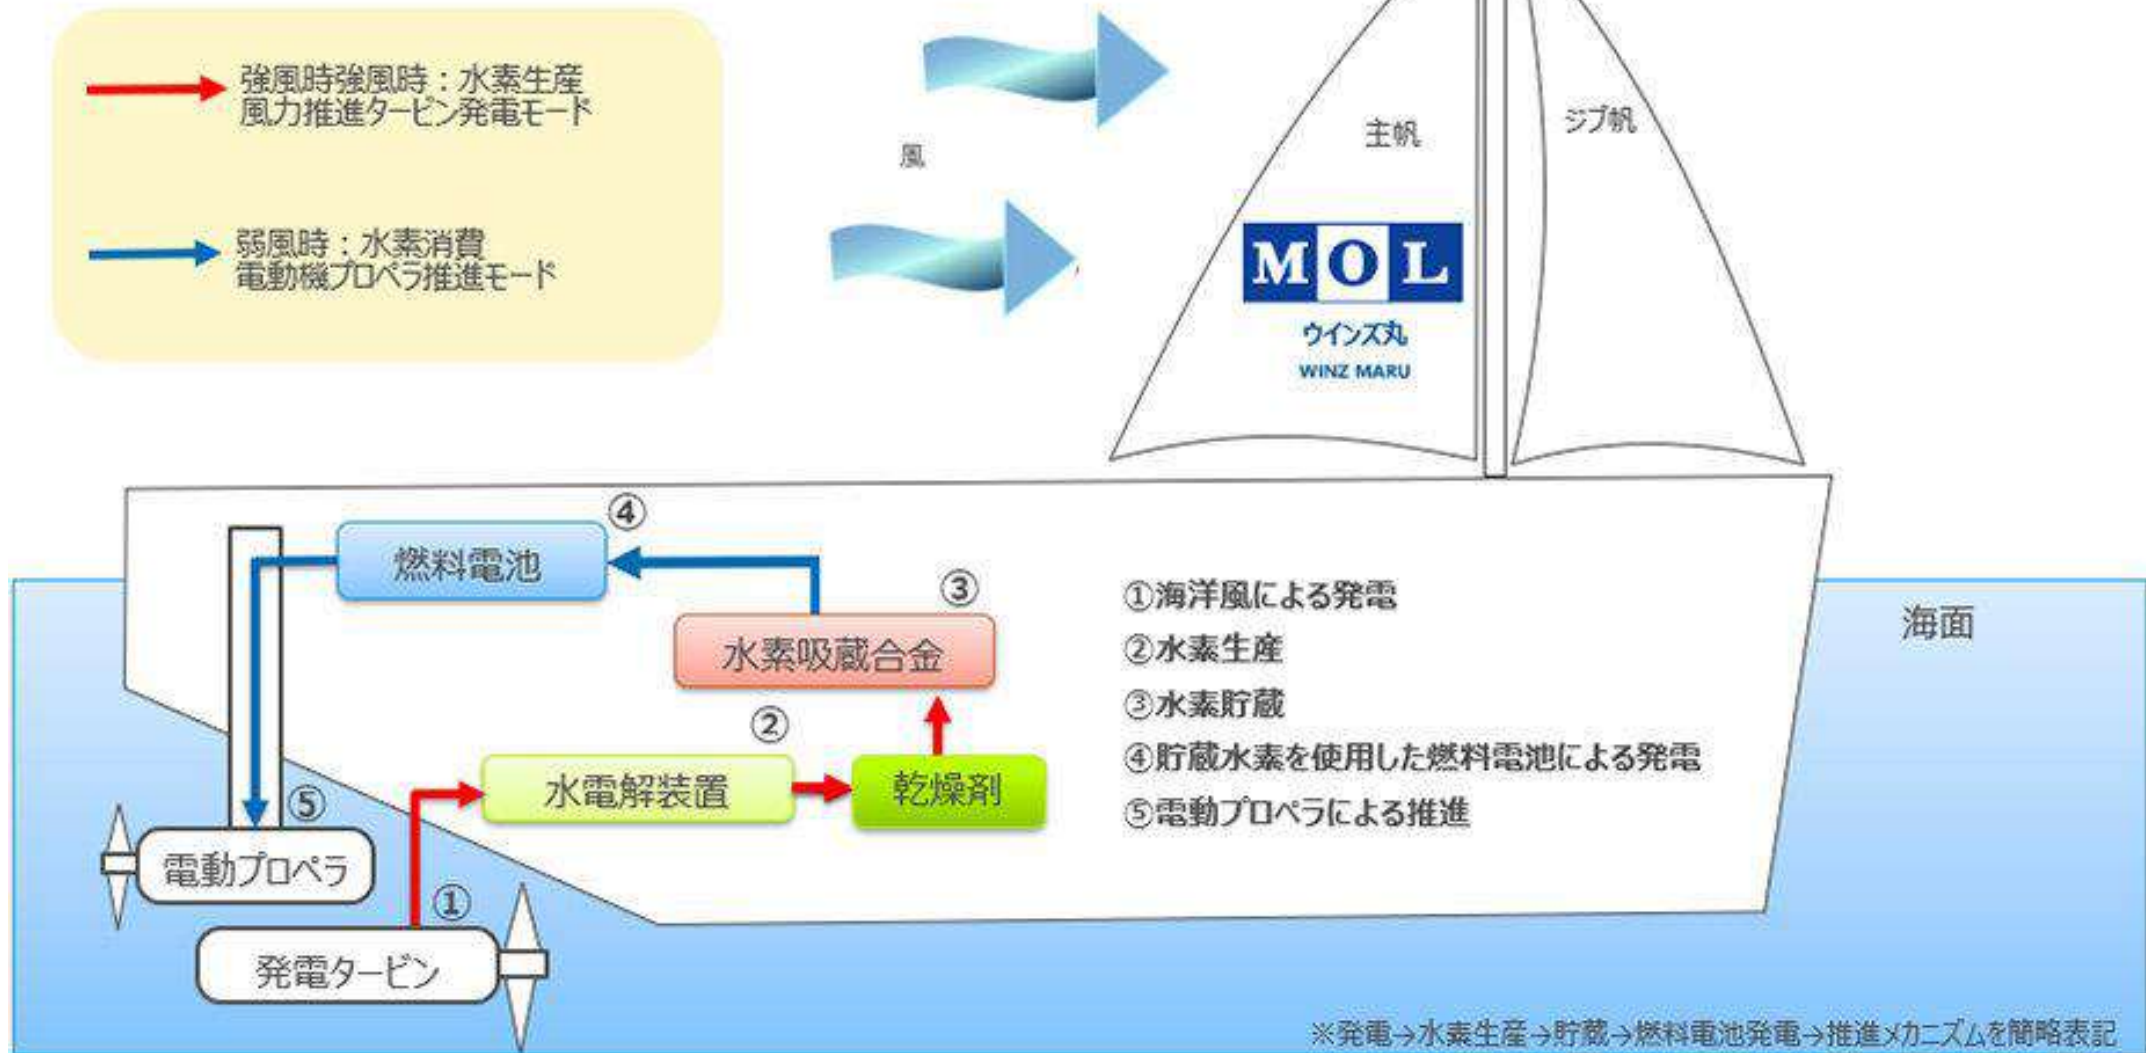 強風時強風時：水素生産
風力推進タービン発電モード
弱風時：水素消費
電動機プロペラ推進モード
風
主帆
ジブ帆
MOL
ウインズ丸
WINZ MARU
④
燃料電池
③
水素吸蔵合金
②
水電解装置
乾燥剤
⑤
電動プロペラ
①
発電タービン
①海洋風による発電
②水素生産
③水素貯蔵
④貯蔵水素を使用した燃料電池による発電
⑤電動プロペラによる推進
海面
※発電→水素生産→貯蔵→燃料電池発電→推進メカニズムを簡略表記